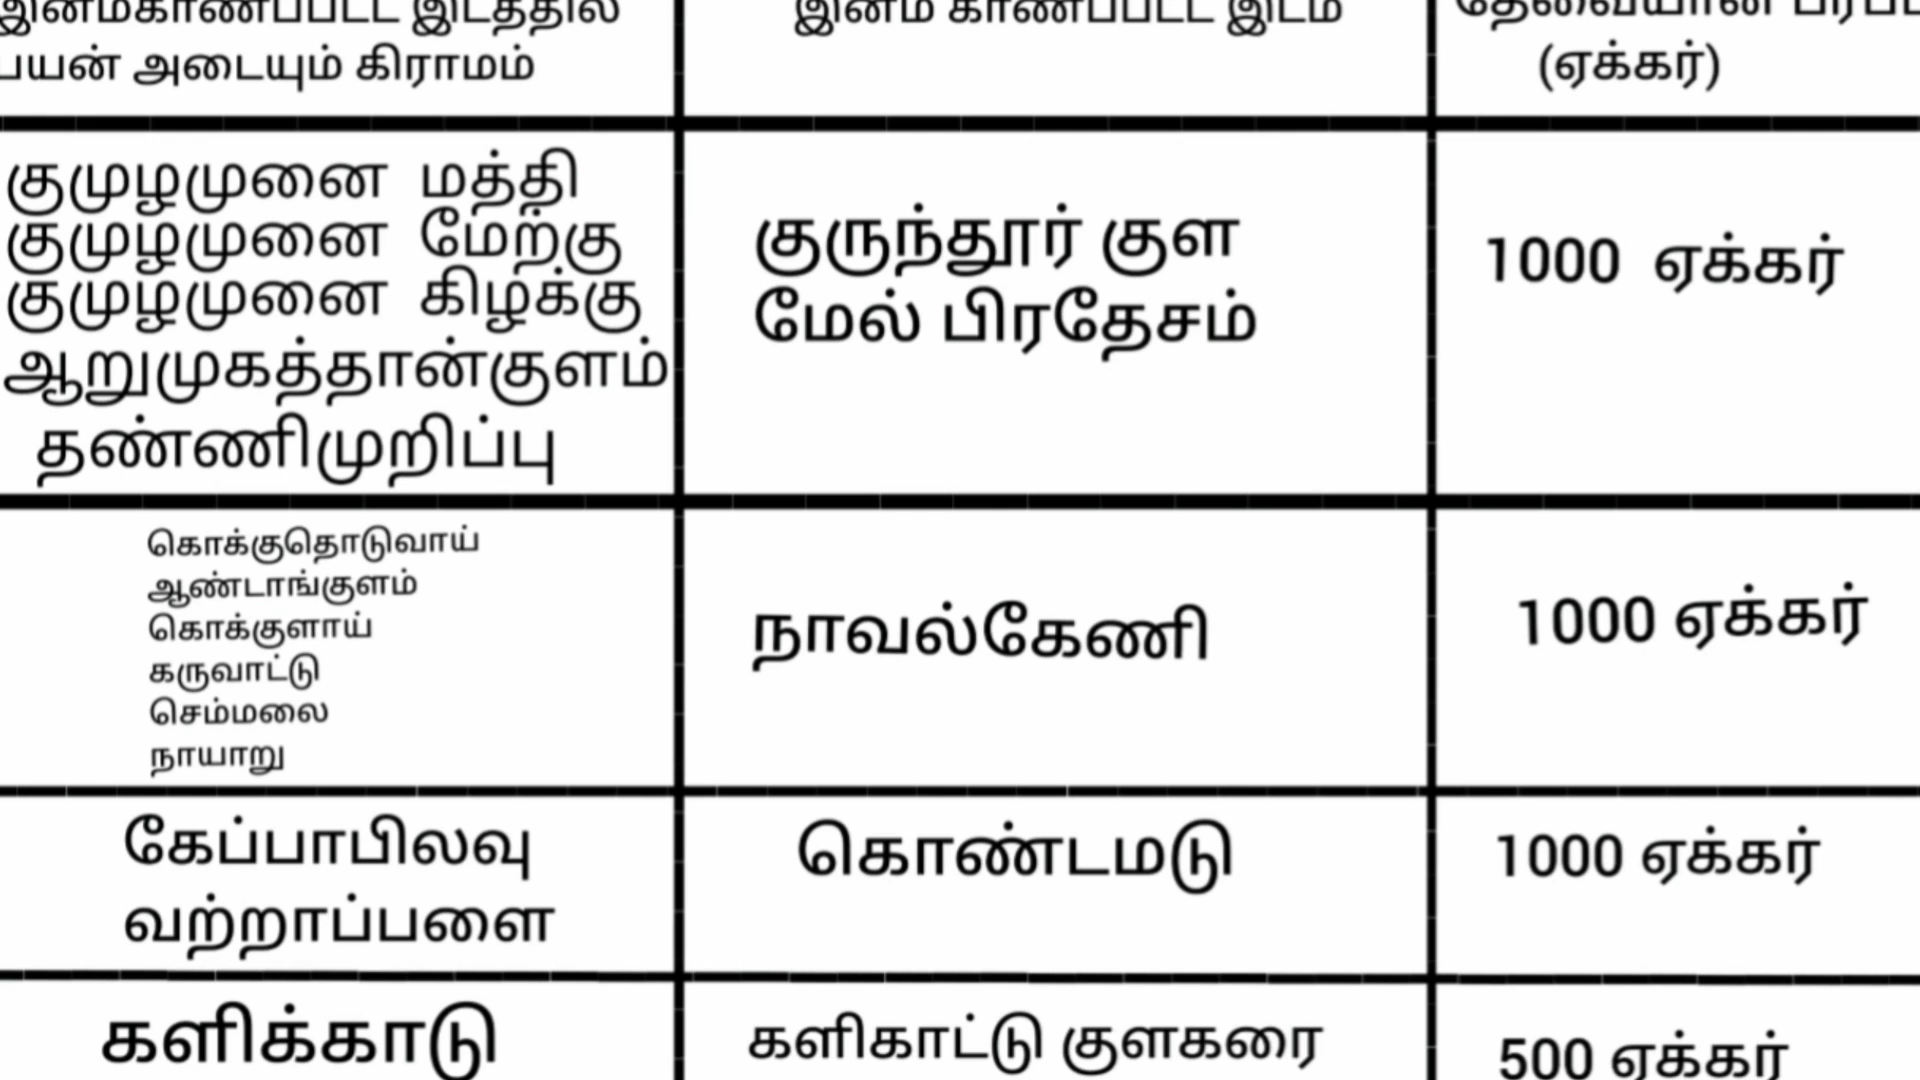 இனம்காணப்பட்ட இடத்தில்
பயன் அடையும் கிராமம்
இனம் காணப்பட்ட இடம்
தேவையான
(ஏக்கர்)
குமுழமுனை மத்தி
குமுழமுனை மேற்கு
குமுழமுனை கிழக்கு
ஆறுமுகத்தான்குளம்
தண்ணிமுறிப்பு
குருந்தூர் குள
மேல் பிரதேசம்
1000 ஏக்கர்
கொக்குதொடுவாய்
ஆண்டாங்குளம்
கொக்குளாய்
கருவாட்டு
செம்மலை
நாயாறு
நாவல்கேணி
1000 ஏக்கர்
கேப்பாபிலவு
வற்றாப்பளை
கொண்டமடு
1000 ஏக்கர்
களிக்காடு
களிகாட்டு குளகரை
500 ஏக்கர்